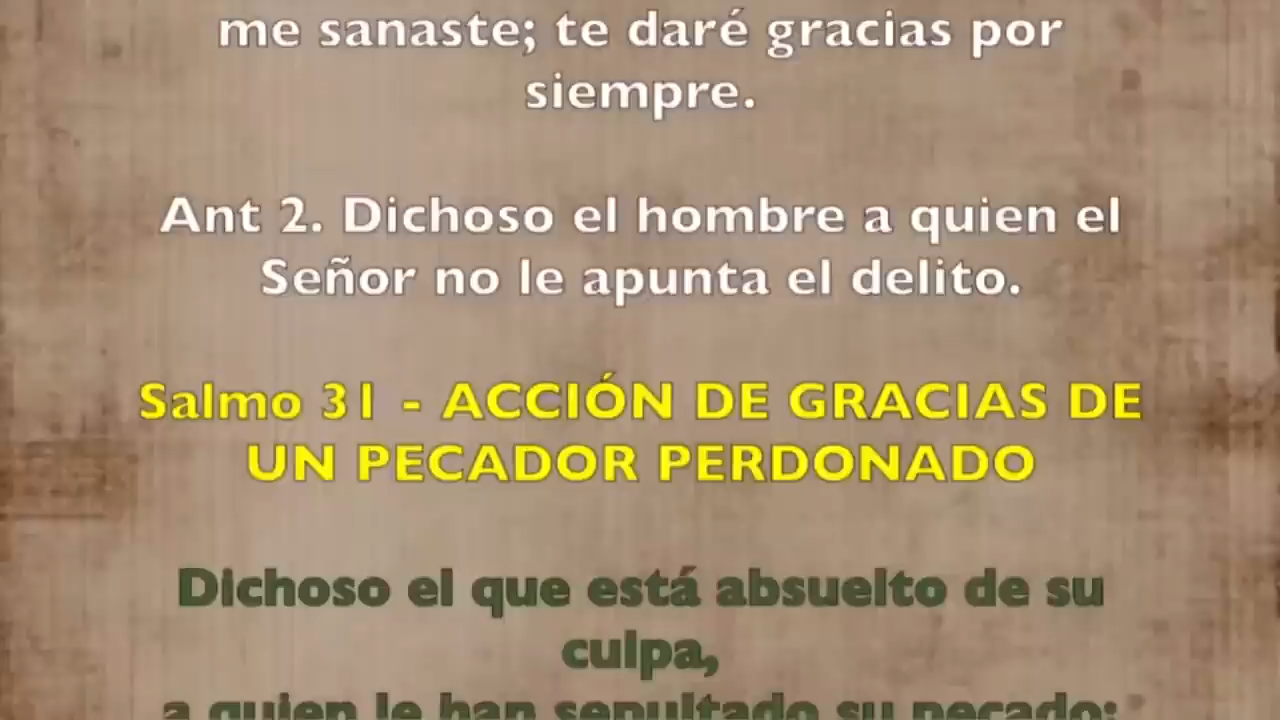 me sanaste; te daré gracias por
siempre.
Ant 2. Dichoso el hombre a quien el
Señor no le apunta el delito.
Salmo 31 - ACCIÓN DE GRACIAS DE
UN PECADOR PERDONADO
Dichoso el que está absuelto de su
culpa,
a quien le han sepultado su pecado;